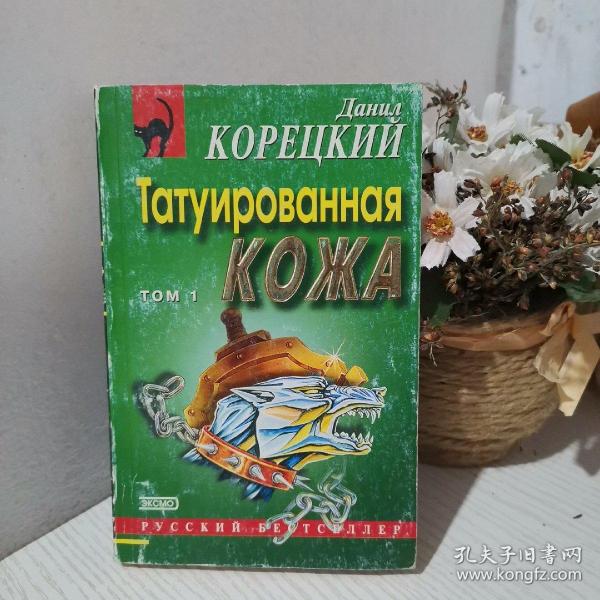 Данил
КОРЕЦКИЙ
Татуированная
КОЖА
ТОМ 1
ЭКСМО
РУССКИЙ БЕСТСЕЛЛЕР
孔夫子旧书网
www.kongfz.com